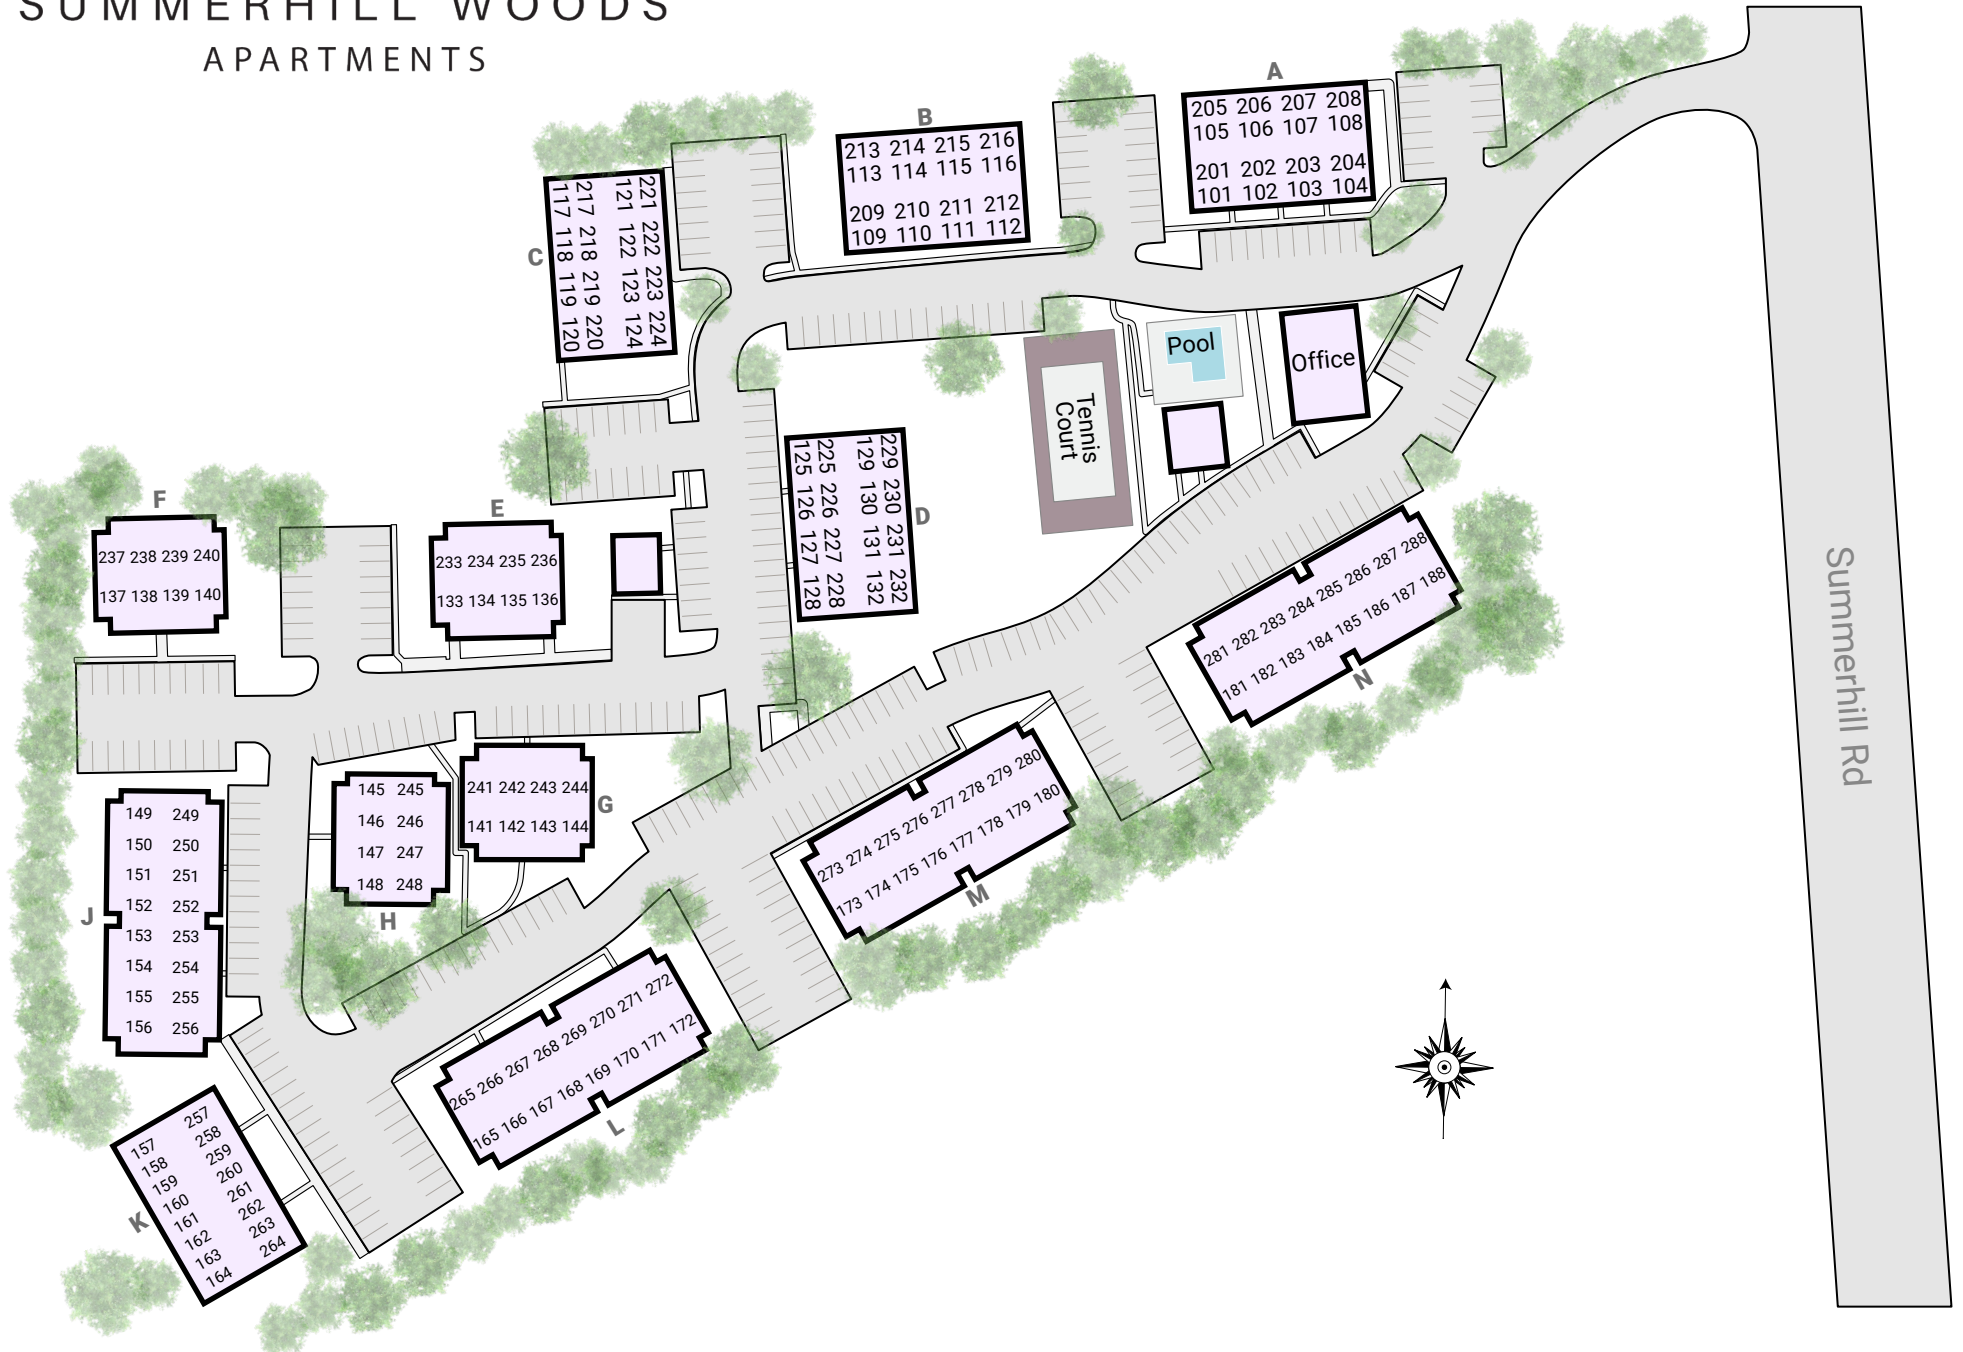 SUMMERHILL WOODS
APARTMENTS
A
205 206 207 208
105 106 107 108
201 202 203 204
101 102 103 104
B
213 214 215 216
113 114 115 116
209 210 211 212
109 110 111 112
C
221 222 223 224
121 122 123 124
217 218 219 220
117 118 119 120
Pool
Office
Tennis
Court
D
229 230 231 232
129 130 131 132
225 226 227 228
125 126 127 128
E
233 234 235 236
133 134 135 136
F
237 238 239 240
137 138 139 140
G
241 242 243 244
141 142 143 144
H
145 245
146 246
147 247
148 248
J
149 249
150 250
151 251
152 252
153 253
154 254
155 255
156 256
K
157 257
158 258
159 259
160 260
161 261
162 262
163 263
164 264
L
265 266 267 268 269 270 271 272
165 166 167 168 169 170 171 172
M
273 274 275 276 277 278 279 280
173 174 175 176 177 178 179 180
N
281 282 283 284 285 286 287 288
181 182 183 184 185 186 187 188
Summerhill Rd